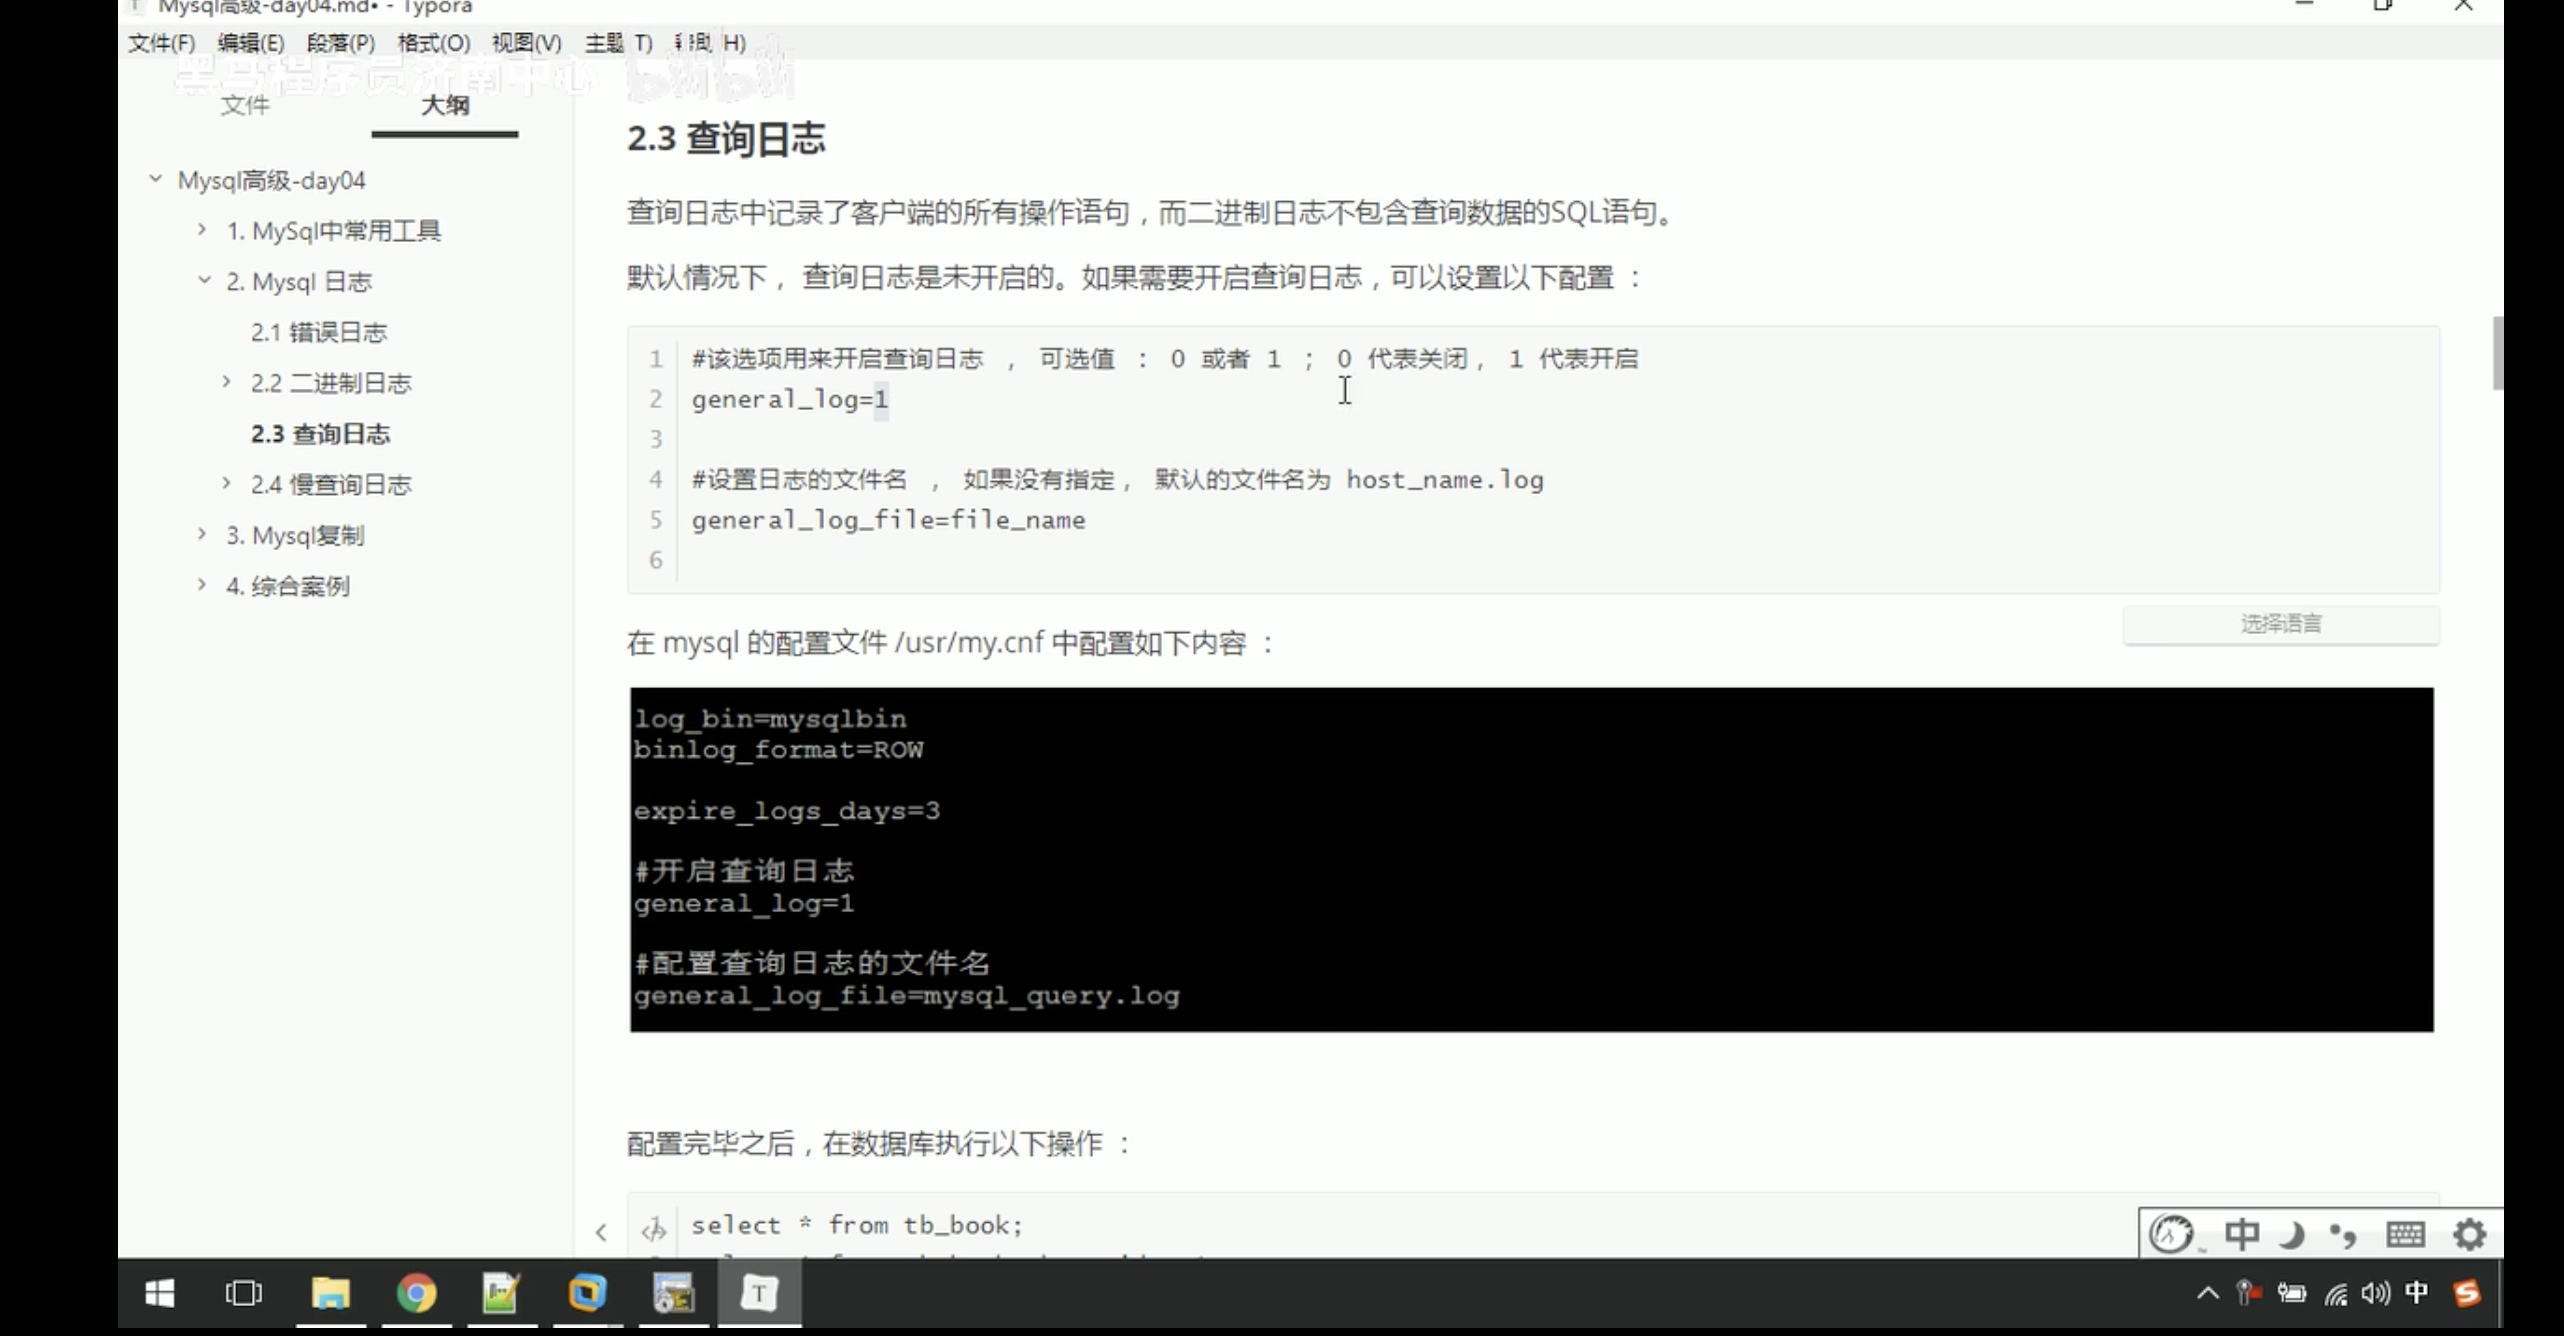 Mysql高级-day04.md• - Typora
文件(F) 编辑(E) 段落(P) 格式(O) 视图(V) 主题 T) 帮助 H)
黑马程序员济南中心 bilibili
文件 大纲
Mysql高级-day04
1. MySql中常用工具
2. Mysql 日志
2.1 错误日志
2.2 二进制日志
2.3 查询日志
2.4 慢查询日志
3. Mysql复制
4. 综合案例
2.3 查询日志
查询日志中记录了客户端的所有操作语句，而二进制日志不包含查询数据的SQL语句。
默认情况下， 查询日志是未开启的。如果需要开启查询日志，可以设置以下配置 ：
1 #该选项用来开启查询日志 ， 可选值 ： 0 或者 1 ； 0 代表关闭， 1 代表开启
2 general_log=1
3
4 #设置日志的文件名 ， 如果没有指定， 默认的文件名为 host_name.log
5 general_log_file=file_name
6
选择语言
在 mysql 的配置文件 /usr/my.cnf 中配置如下内容 ：
log_bin=mysqlbin
binlog_format=ROW
expire_logs_days=3
#开启查询日志
general_log=1
#配置查询日志的文件名
general_log_file=mysql_query.log
配置完毕之后，在数据库执行以下操作 ：
1 select * from tb_book;
中
T
中